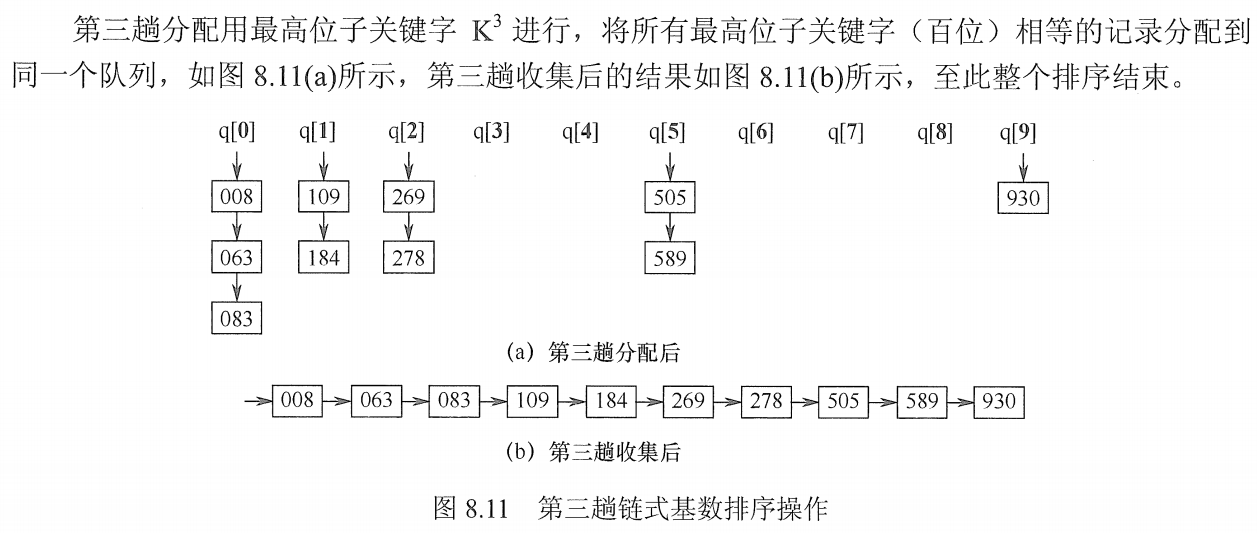 第三趟分配用最高位子关键字 K³ 进行，将所有最高位子关键字（百位）相等的记录分配到
同一个队列，如图 8.11(a)所示，第三趟收集后的结果如图 8.11(b)所示，至此整个排序结束。
q[0] q[1] q[2] q[3] q[4] q[5] q[6] q[7] q[8] q[9]
008 109 269 505 930
063 184 278 589
083
(a) 第三趟分配后
008 063 083 109 184 269 278 505 589 930
(b) 第三趟收集后
图 8.11 第三趟链式基数排序操作